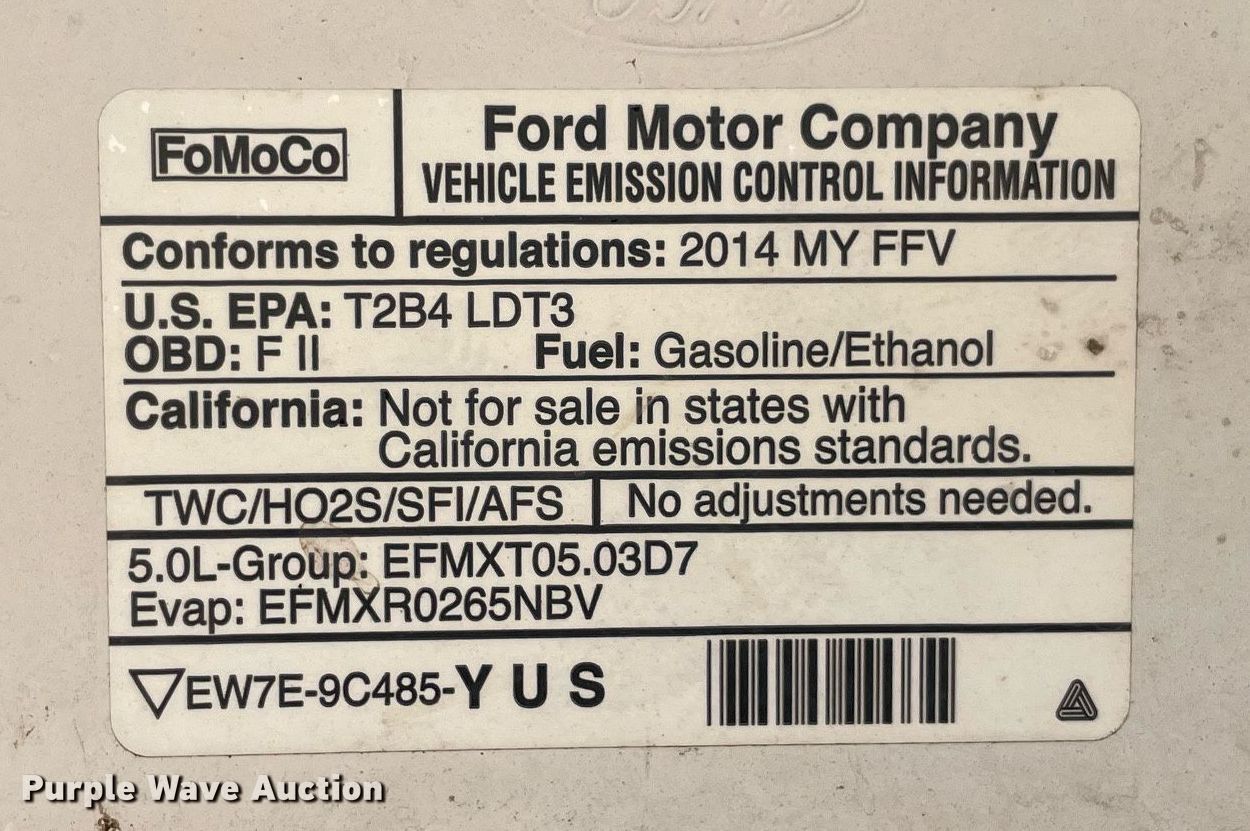 FoMoCo
Ford Motor Company
VEHICLE EMISSION CONTROL INFORMATION
Conforms to regulations: 2014 MY FFV
U.S. EPA: T2B4 LDT3
OBD: F II Fuel: Gasoline/Ethanol
California: Not for sale in states with
California emissions standards.
TWC/HO2S/SFI/AFS No adjustments needed.
5.0L-Group: EFMXT05.03D7
Evap: EFMXR0265NBV
EW7E-9C485-Y U S
Purple Wave Auction